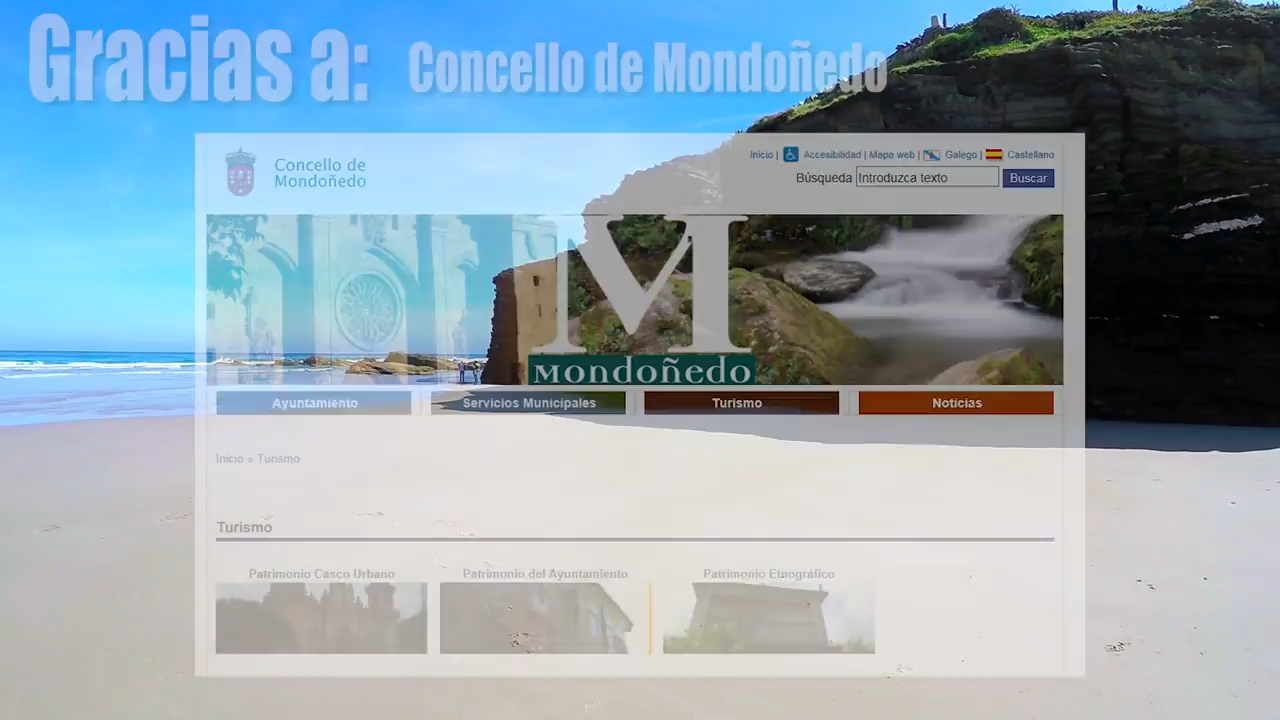 Gracias a: Concello de Mondoñedo
Concello de
Mondoñedo
Inicio | Accesibilidad | Mapa web | Galego | Castellano
Búsqueda Introduzca texto Buscar
M
Mondoñedo
Ayuntamiento Servicios Municipales Turismo Noticias
Inicio » Turismo
Turismo
Patrimonio Casco Urbano Patrimonio del Ayuntamiento Patrimonio Etnográfico